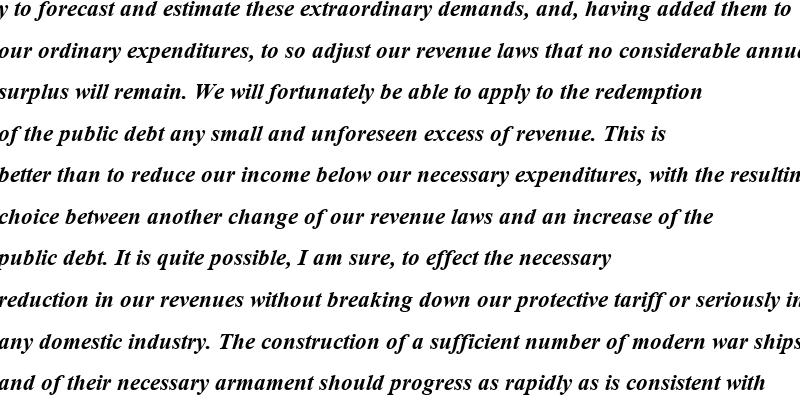 y to forecast and estimate these extraordinary demands, and, having added them to
our ordinary expenditures, to so adjust our revenue laws that no considerable
surplus will remain. We will fortunately be able to apply to the redemption
of the public debt any small and unforeseen excess of revenue. This is
better than to reduce our income below our necessary expenditures, with the
choice between another change of our revenue laws and an increase of the
public debt. It is quite possible, I am sure, to effect the necessary
reduction in our revenues without breaking down our protective tariff or seriously
any domestic industry. The construction of a sufficient number of modern war ships
and of their necessary armament should progress as rapidly as is consistent with